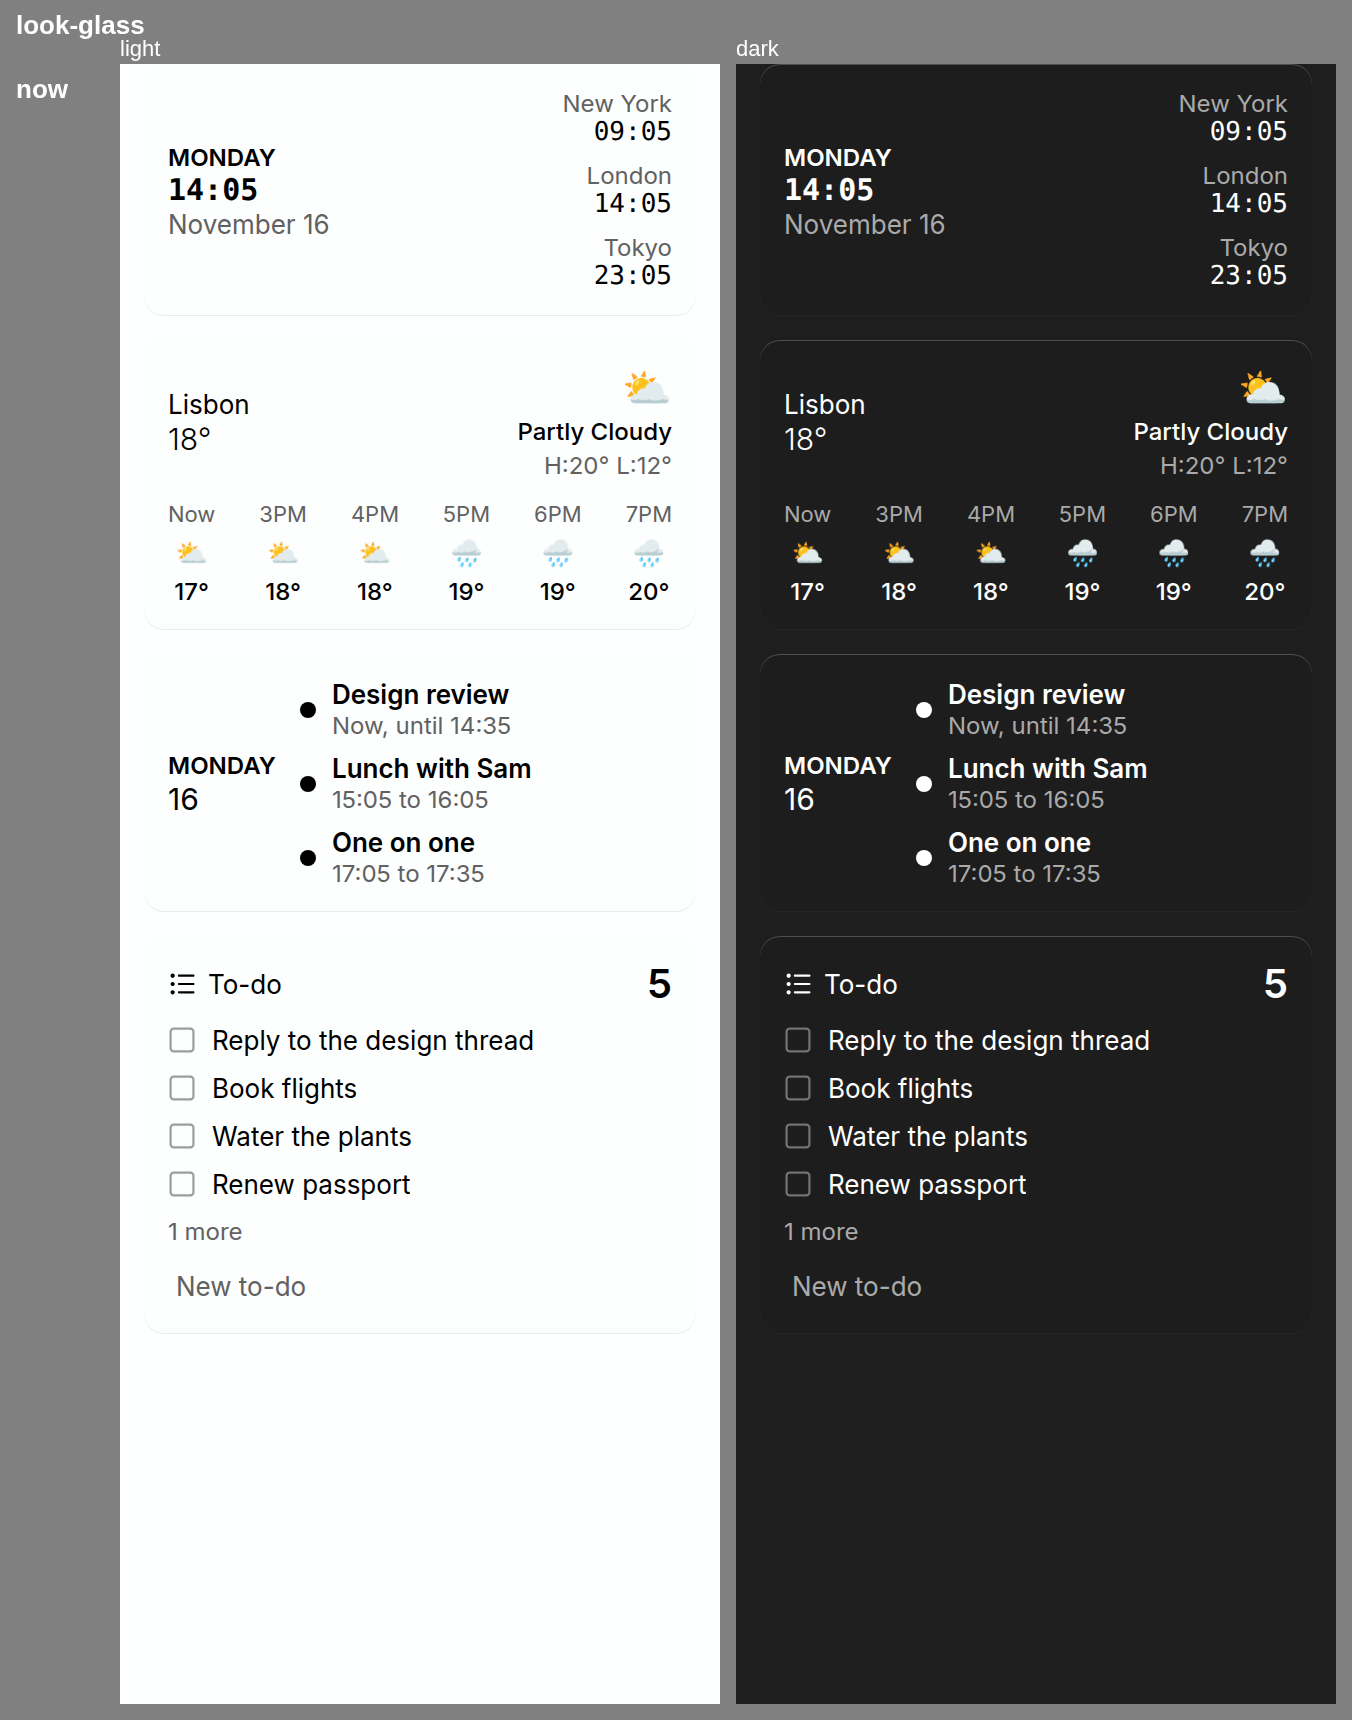 look-glass
light
dark
now
New York
09:05
MONDAY
14:05
November 16
London
14:05
Tokyo
23:05
Lisbon
18°
Partly Cloudy
H:20° L:12°
Now 3PM 4PM 5PM 6PM 7PM
17° 18° 18° 19° 19° 20°
MONDAY
16
Design review
Now, until 14:35
Lunch with Sam
15:05 to 16:05
One on one
17:05 to 17:35
To-do 5
Reply to the design thread
Book flights
Water the plants
Renew passport
1 more
New to-do
New York
09:05
MONDAY
14:05
November 16
London
14:05
Tokyo
23:05
Lisbon
18°
Partly Cloudy
H:20° L:12°
Now 3PM 4PM 5PM 6PM 7PM
17° 18° 18° 19° 19° 20°
MONDAY
16
Design review
Now, until 14:35
Lunch with Sam
15:05 to 16:05
One on one
17:05 to 17:35
To-do 5
Reply to the design thread
Book flights
Water the plants
Renew passport
1 more
New to-do